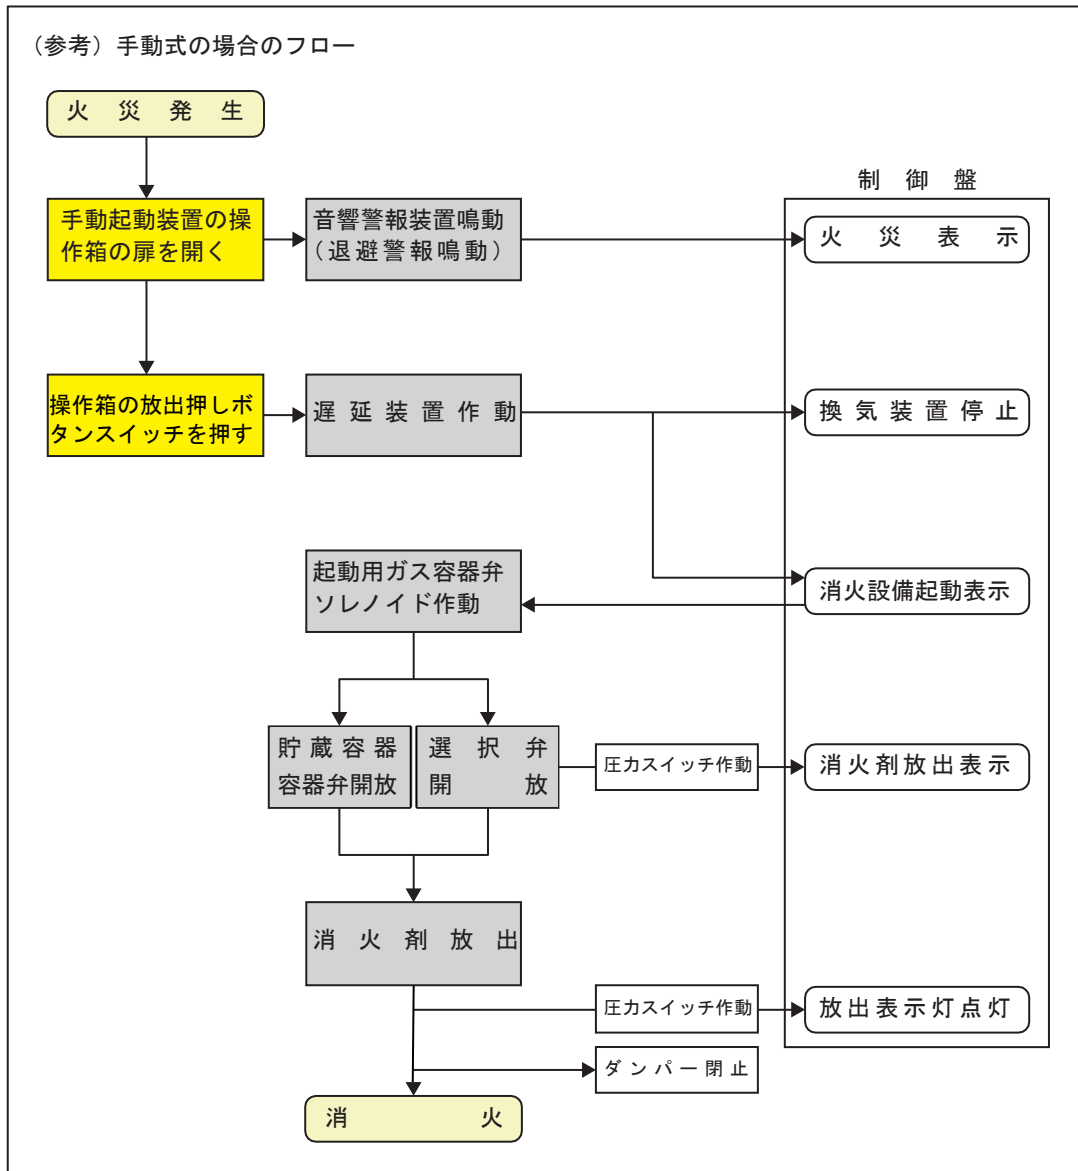 （参考）手動式の場合のフロー
火災発生
制御盤
手動起動装置の操
作箱の扉を開く
音響警報装置鳴動
（退避警報鳴動）
火災表示
操作箱の放出押しボ
タンスイッチを押す
遅延装置作動
換気装置停止
起動用ガス容器弁
ソレノイド作動
消火設備起動表示
貯蔵容器
容器弁開放
選択弁
開放
圧力スイッチ作動
消火剤放出表示
消火剤放出
圧力スイッチ作動
放出表示灯点灯
ダンパー閉止
消火